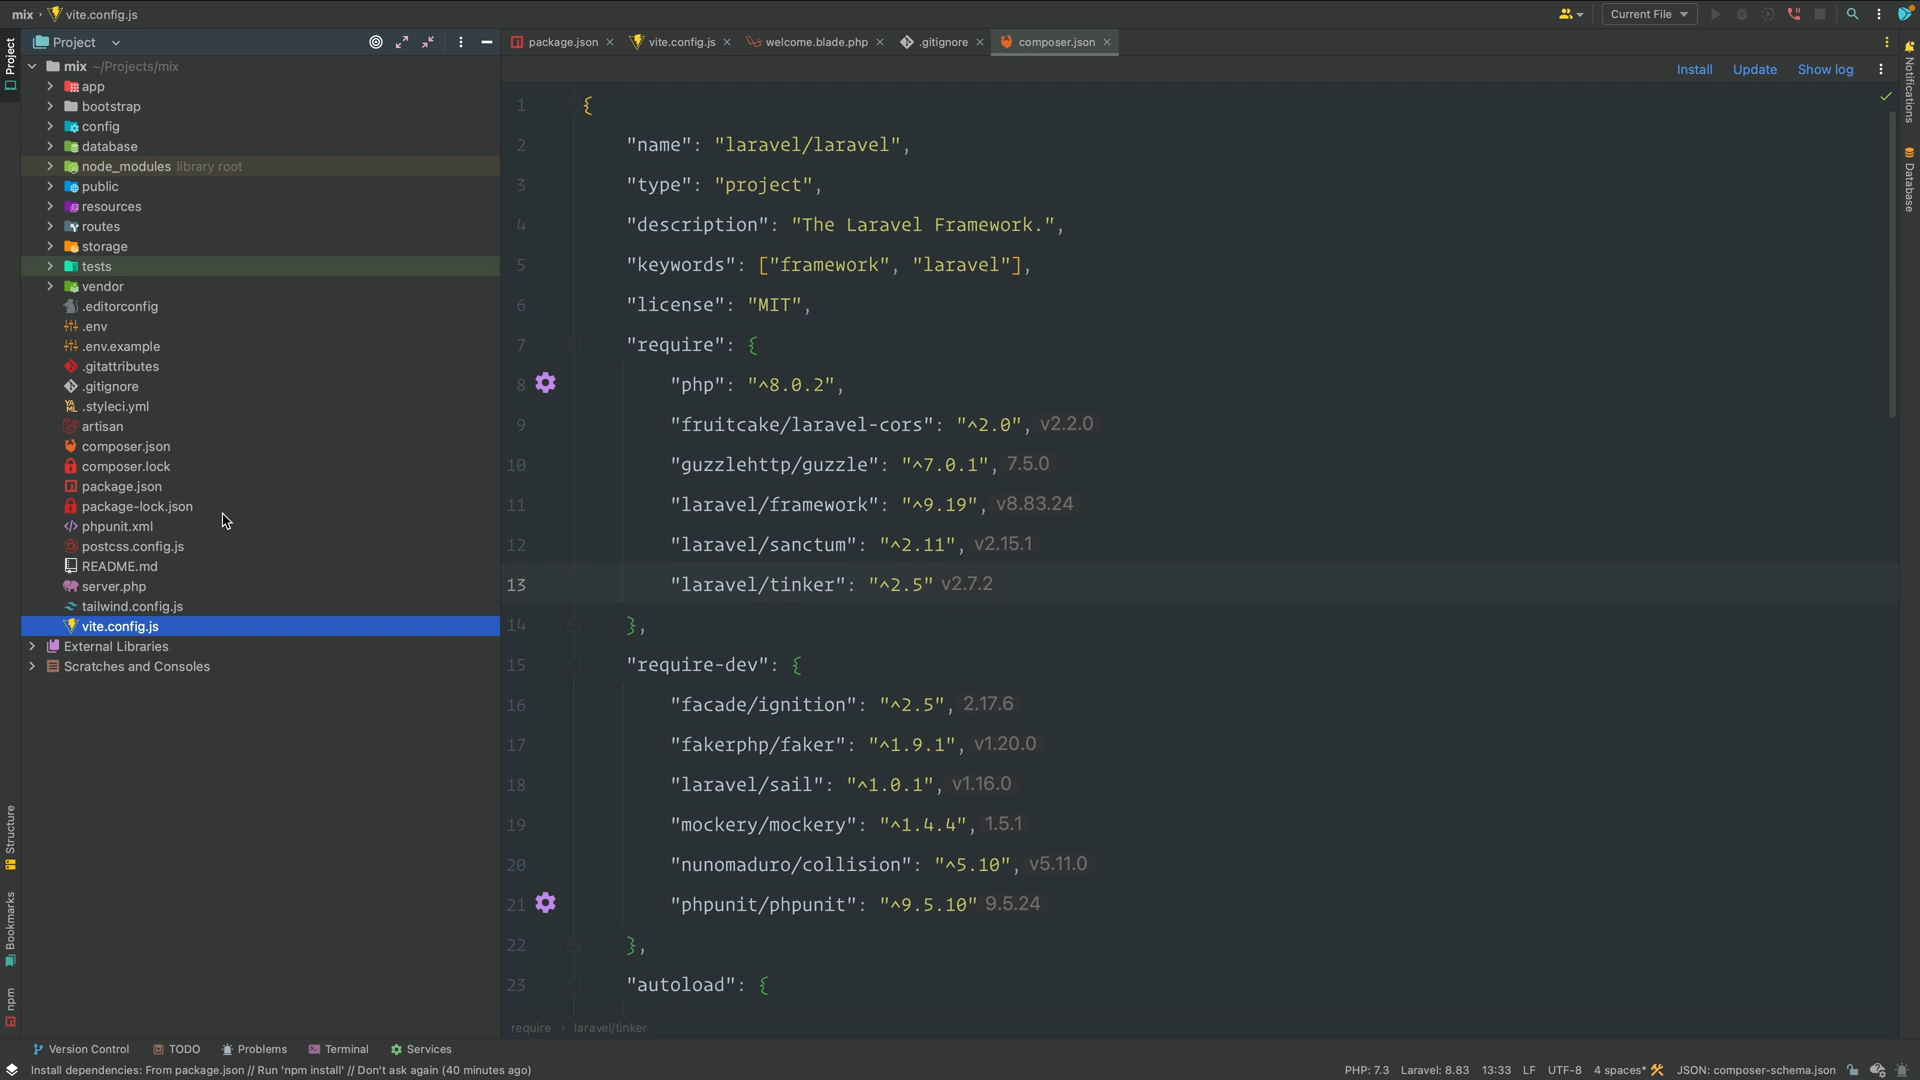 mix › vite.config.js
Current File
Project
package.json
vite.config.js
welcome.blade.php
.gitignore
composer.json
Install Update Show log
Project
mix ~/Projects/mix
app
bootstrap
config
database
node_modules library root
public
resources
routes
storage
tests
vendor
.editorconfig
.env
.env.example
.gitattributes
.gitignore
.styleci.yml
artisan
composer.json
composer.lock
package.json
package-lock.json
phpunit.xml
postcss.config.js
README.md
server.php
tailwind.config.js
vite.config.js
External Libraries
Scratches and Consoles
Structure
Bookmarks
npm
1 {
2 "name": "laravel/laravel",
3 "type": "project",
4 "description": "The Laravel Framework.",
5 "keywords": ["framework", "laravel"],
6 "license": "MIT",
7 "require": {
8 "php": "^8.0.2",
9 "fruitcake/laravel-cors": "^2.0", v2.2.0
10 "guzzlehttp/guzzle": "^7.0.1", 7.5.0
11 "laravel/framework": "^9.19", v8.83.24
12 "laravel/sanctum": "^2.11", v2.15.1
13 "laravel/tinker": "^2.5" v2.7.2
14 },
15 "require-dev": {
16 "facade/ignition": "^2.5", 2.17.6
17 "fakerphp/faker": "^1.9.1", v1.20.0
18 "laravel/sail": "^1.0.1", v1.16.0
19 "mockery/mockery": "^1.4.4", 1.5.1
20 "nunomaduro/collision": "^5.10", v5.11.0
21 "phpunit/phpunit": "^9.5.10" 9.5.24
22 },
23 "autoload": {
require › laravel/tinker
Notifications
Database
Version Control TODO Problems Terminal Services
Install dependencies: From package.json // Run 'npm install' // Don't ask again (40 minutes ago)
PHP: 7.3 Laravel: 8.83 13:33 LF UTF-8 4 spaces* JSON: composer-schema.json